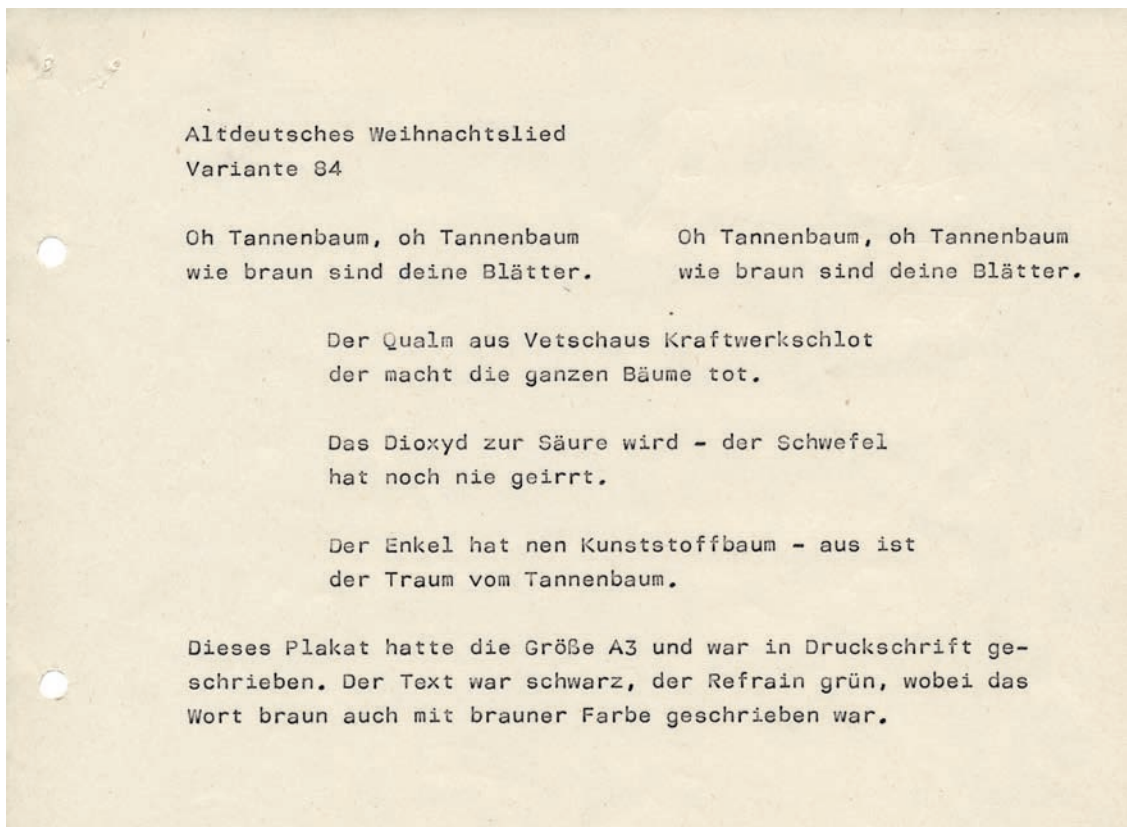 Altdeutsches Weihnachtslied
Variante 84
Oh Tannenbaum, oh Tannenbaum
wie braun sind deine Blätter.
Oh Tannenbaum, oh Tannenbaum
wie braun sind deine Blätter.
Der Qualm aus Vetschaus Kraftwerkschlot
der macht die ganzen Bäume tot.
Das Dioxyd zur Säure wird - der Schwefel
hat noch nie geirrt.
Der Enkel hat nen Kunststoffbaum - aus ist
der Traum vom Tannenbaum.
Dieses Plakat hatte die Größe A3 und war in Druckschrift ge-
schrieben. Der Text war schwarz, der Refrain grün, wobei das
Wort braun auch mit brauner Farbe geschrieben war.